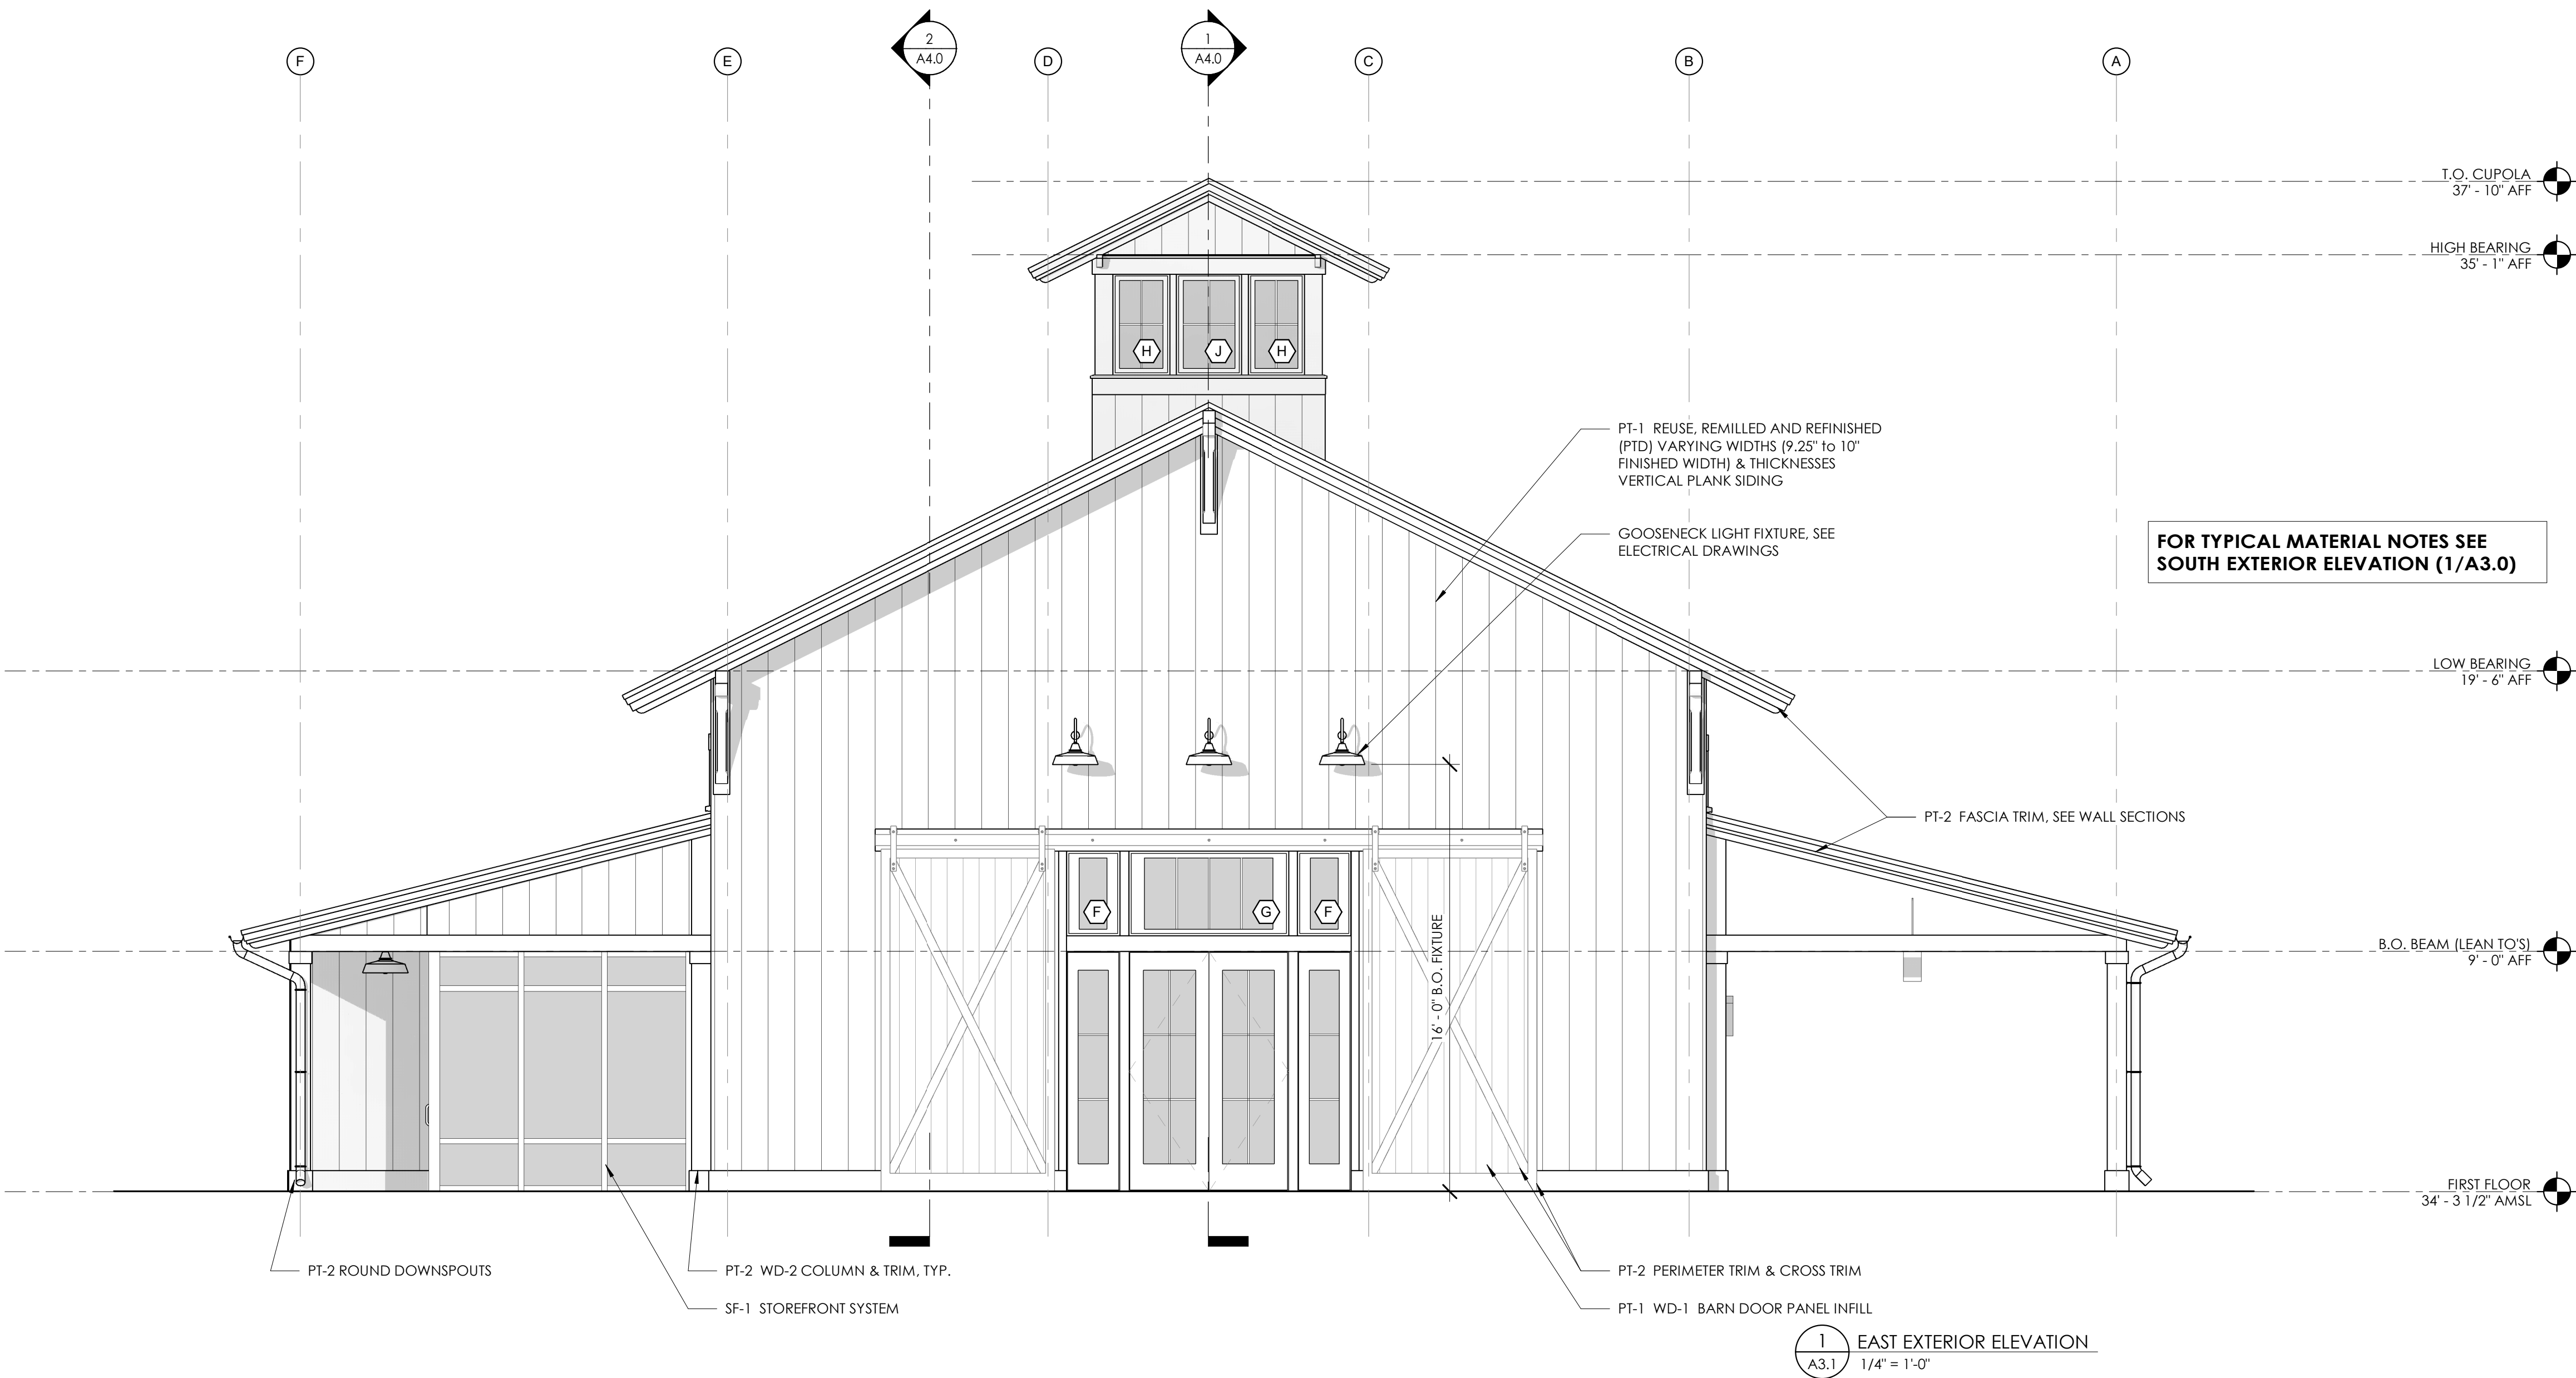 2
A4.0
1
A4.0
F
E
D
C
B
A
T.O. CUPOLA
37' - 10" AFF
HIGH BEARING
35' - 1" AFF
H
J
H
PT-1 REUSE, REMILLED AND REFINISHED
(PTD) VARYING WIDTHS (9.25" to 10"
FINISHED WIDTH) & THICKNESSES
VERTICAL PLANK SIDING
GOOSENECK LIGHT FIXTURE, SEE
ELECTRICAL DRAWINGS
FOR TYPICAL MATERIAL NOTES SEE
SOUTH EXTERIOR ELEVATION (1/A3.0)
LOW BEARING
19' - 6" AFF
PT-2 FASCIA TRIM, SEE WALL SECTIONS
F
G
F
16' - 0" B.O. FIXTURE
B.O. BEAM (LEAN TO'S)
9' - 0" AFF
FIRST FLOOR
34' - 3 1/2" AMSL
PT-2 ROUND DOWNSPOUTS
PT-2 WD-2 COLUMN & TRIM, TYP.
SF-1 STOREFRONT SYSTEM
PT-2 PERIMETER TRIM & CROSS TRIM
PT-1 WD-1 BARN DOOR PANEL INFILL
1
A3.1
EAST EXTERIOR ELEVATION
1/4" = 1'-0"